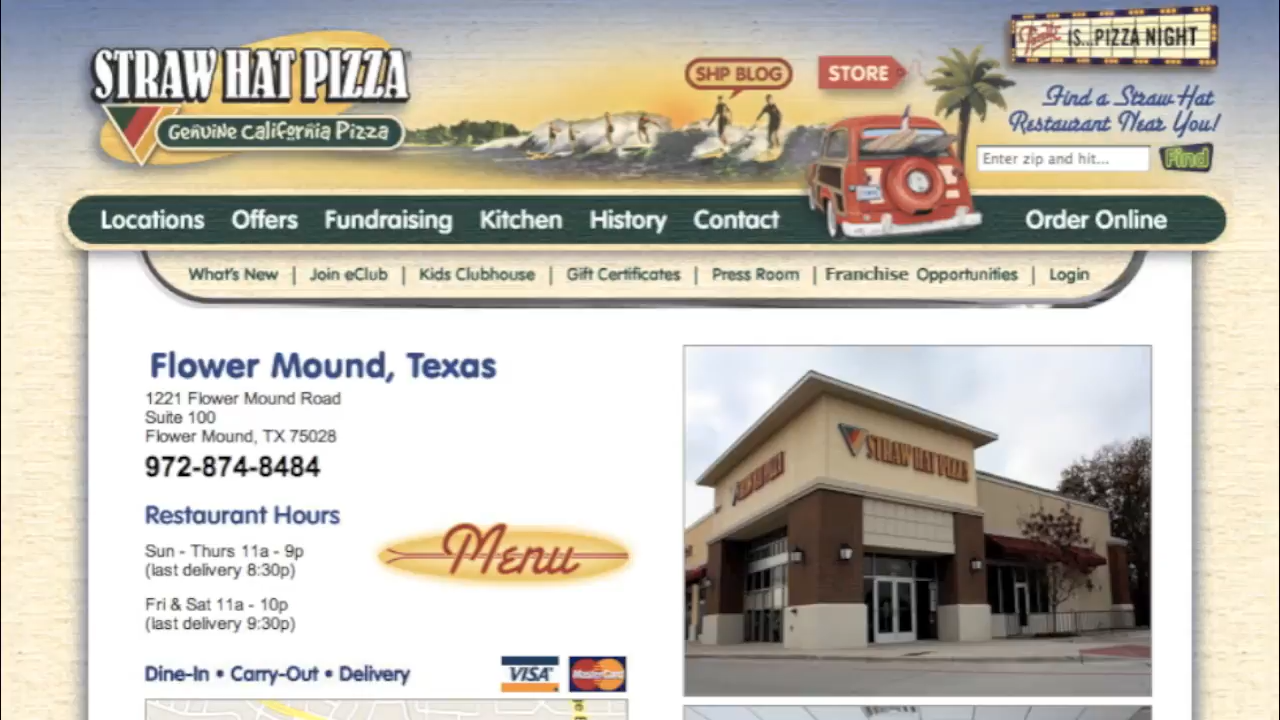 STRAW HAT PIZZA
Genuine California Pizza
SHP BLOG
STORE
IS...PIZZA NIGHT
Find a Straw Hat
Restaurant Near You!
Enter zip and hit...
Find
Locations Offers Fundraising Kitchen History Contact Order Online
What's New | Join eClub | Kids Clubhouse | Gift Certificates | Press Room | Franchise Opportunities | Login
Flower Mound, Texas
1221 Flower Mound Road
Suite 100
Flower Mound, TX 75028
972-874-8484
Restaurant Hours
Sun - Thurs 11a - 9p
(last delivery 8:30p)
Menu
Fri & Sat 11a - 10p
(last delivery 9:30p)
Dine-In • Carry-Out • Delivery
VISA
MasterCard
STRAW HAT PIZZA